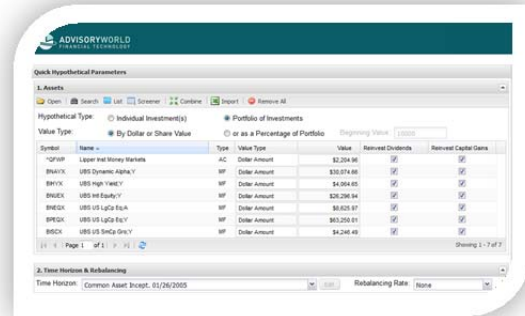 ADVISORYWORLD
FINANCIAL TECHNOLOGY
Quick Hypothetical Parameters
1. Assets
Open Search List Screener Combine Import Remove All
Hypothetical Type: Individual Investment(s) Portfolio of Investments
Value Type: By Dollar or Share Value or as a Percentage of Portfolio Beginning Value: 10000
Symbol Name Type Value Type Value Reinvest Dividends Reinvest Capital Gains
^QFWP Lipper Inst Money Markets AC Dollar Amount $2,204.96
BNAVX UBS Dynamic Alpha;Y MF Dollar Amount $30,074.66
BHYX UBS High Yield;Y MF Dollar Amount $4,064.65
BNUEX UBS Intl Equity;Y MF Dollar Amount $26,296.94
BNEQX UBS US LgCp Eq;A MF Dollar Amount $8,625.97
BPEQX UBS US LgCp Eq;Y MF Dollar Amount $63,250.01
BISCX UBS US SmCp Gro;Y MF Dollar Amount $4,246.49
Page 1 of 1 Showing 1 - 7 of 7
2. Time Horizon & Rebalancing
Time Horizon: Common Asset Incept. 01/26/2005 Edit Rebalancing Rate: None